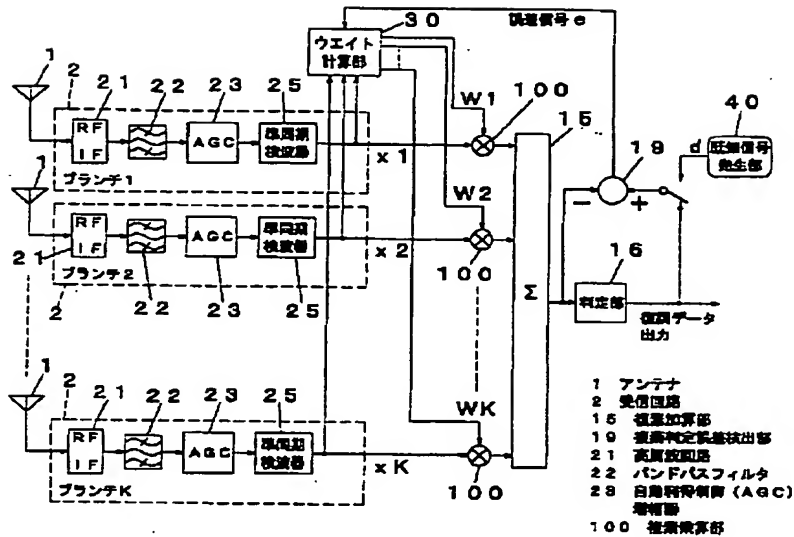 30
誤差信号e
ウエイト
計算部
1
2
21
22
23
25
RF
IF
AGC
準同期
検波器
x1
W1
100
15
40
ブランチ1
19
d
発生部
1
2
RF
IF
AGC
準同期
検波器
x2
W2
100
−
+
21
ブランチ2
22
23
25
2
Σ
16
判定部
復調データ
出力
1
2
21
22
23
25
RF
IF
AGC
準同期
検波器
xK
WK
100
ブランチK
1 アンテナ
2 受信回路
15 複素加算部
19 複素判定誤差検出部
21 高周波回路
22 バンドパスフィルタ
23 自動利得制御(AGC)
増幅器
100 複素乗算部